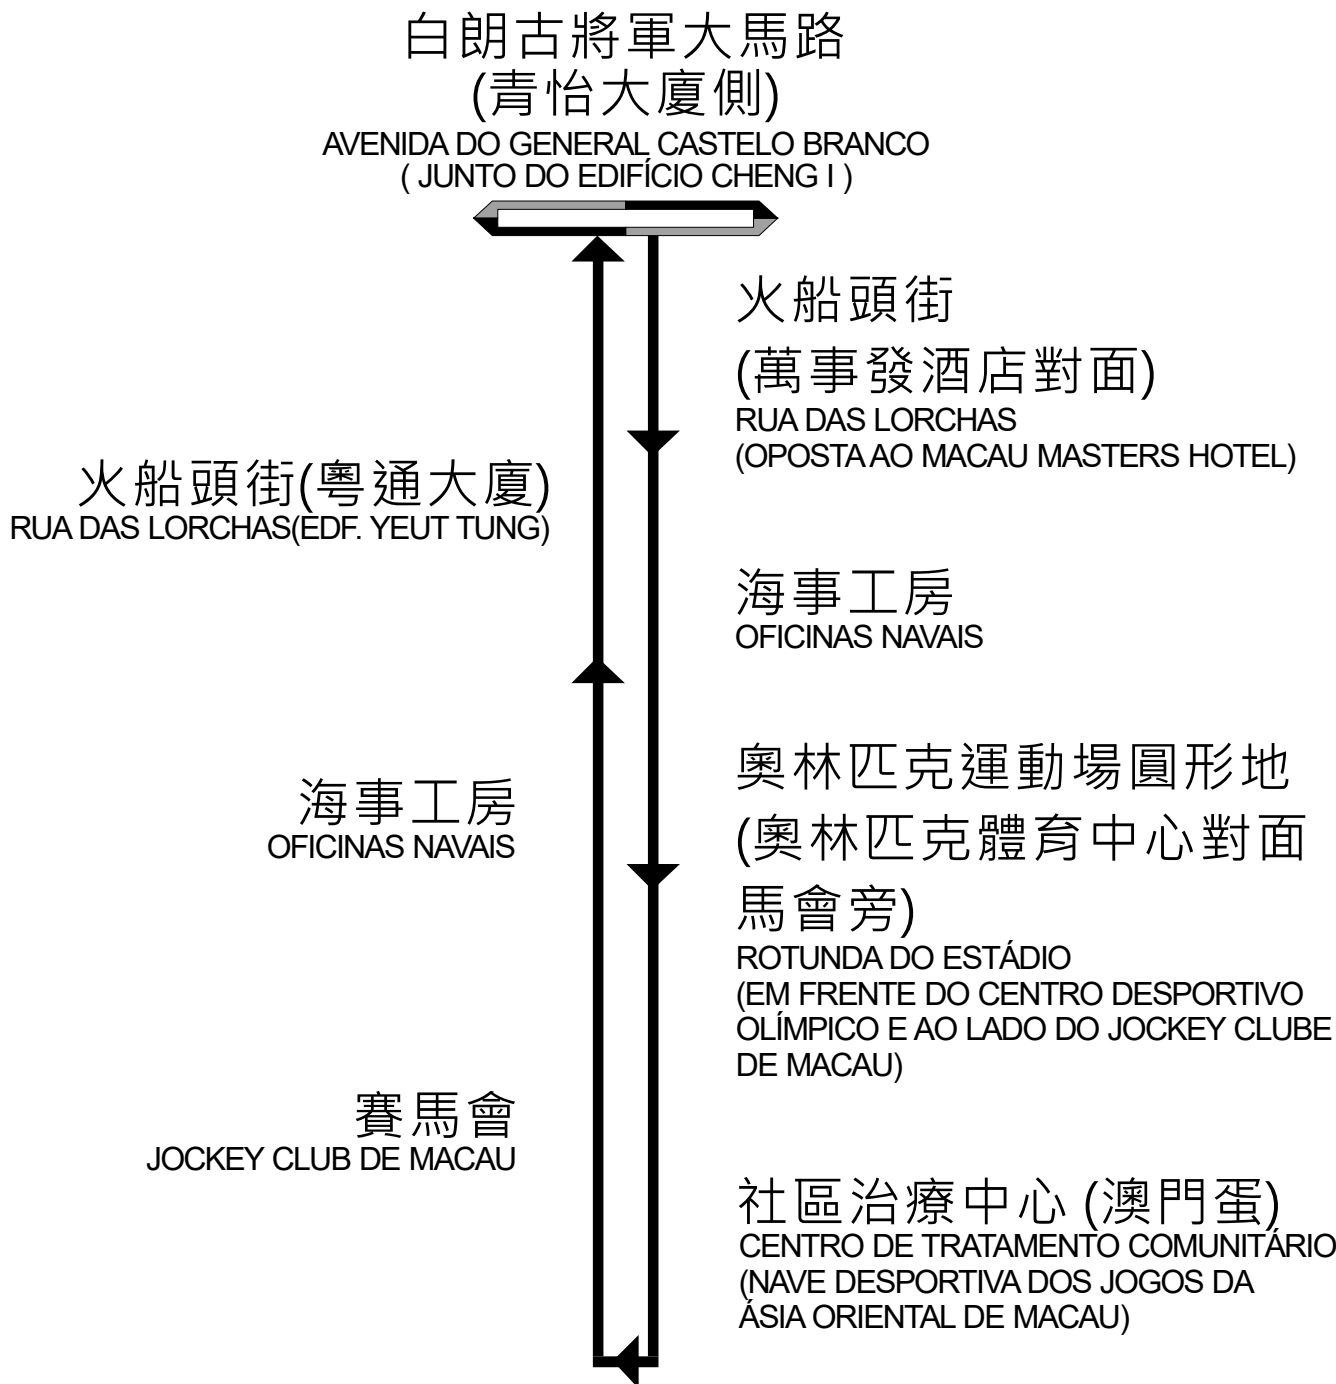 白朗古將軍大馬路
(青怡大廈側)
AVENIDA DO GENERAL CASTELO BRANCO
( JUNTO DO EDIFÍCIO CHENG I )
火船頭街
(萬事發酒店對面)
RUA DAS LORCHAS
(OPOSTA AO MACAU MASTERS HOTEL)
火船頭街(粵通大廈)
RUA DAS LORCHAS(EDF. YEUT TUNG)
海事工房
OFICINAS NAVAIS
海事工房
OFICINAS NAVAIS
奧林匹克運動場圓形地
(奧林匹克體育中心對面
馬會旁)
ROTUNDA DO ESTÁDIO
(EM FRENTE DO CENTRO DESPORTIVO
OLÍMPICO E AO LADO DO JOCKEY CLUBE
DE MACAU)
賽馬會
JOCKEY CLUB DE MACAU
社區治療中心 (澳門蛋)
CENTRO DE TRATAMENTO COMUNITÁRIO
(NAVE DESPORTIVA DOS JOGOS DA
ÁSIA ORIENTAL DE MACAU)